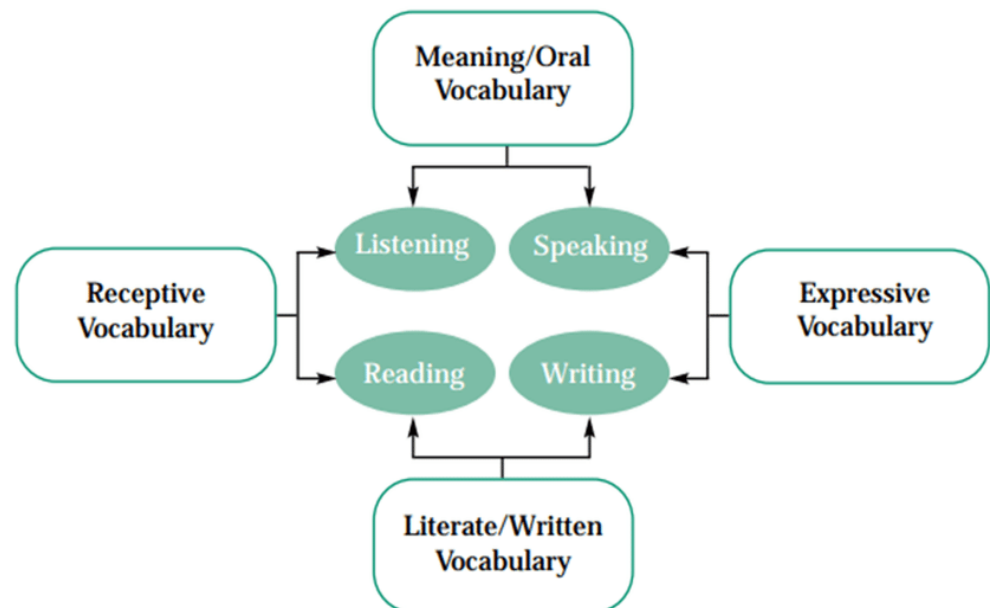 Meaning/Oral
Vocabulary
Listening
Speaking
Receptive
Vocabulary
Expressive
Vocabulary
Reading
Writing
Literate/Written
Vocabulary